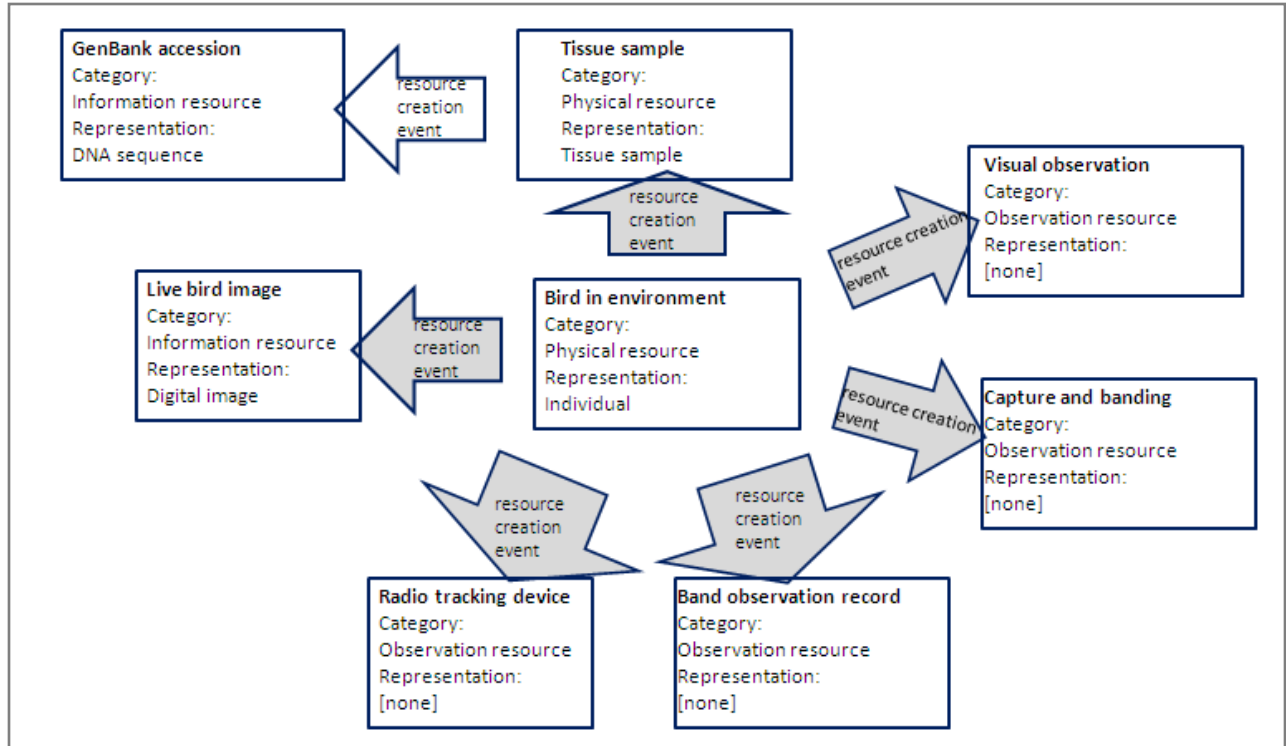 GenBank accession
Category:
Information resource
Representation:
DNA sequence
resource
creation
event
Tissue sample
Category:
Physical resource
Representation:
Tissue sample
resource
creation
event
resource creation
event
Visual observation
Category:
Observation resource
Representation:
[none]
Live bird image
Category:
Information resource
Representation:
Digital image
resource
creation
event
Bird in environment
Category:
Physical resource
Representation:
Individual
resource creation
event
Capture and banding
Category:
Observation resource
Representation:
[none]
resource
creation
event
resource
creation
event
Radio tracking device
Category:
Observation resource
Representation:
[none]
Band observation record
Category:
Observation resource
Representation:
[none]